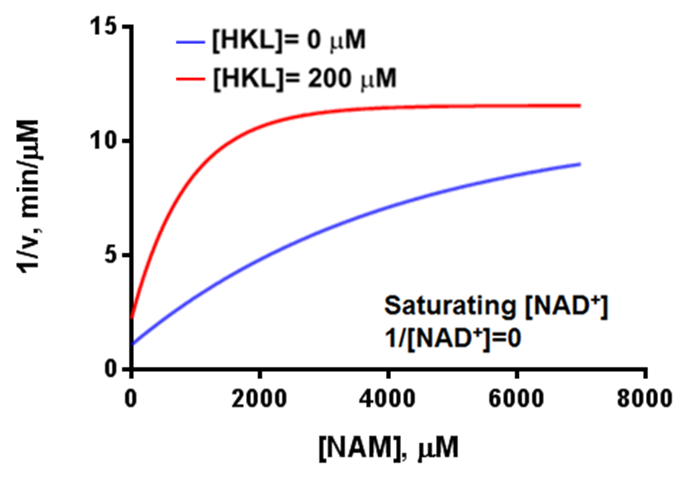 15
[HKL]= 0 μM
[HKL]= 200 μM
10
1/v, min/μM
5
Saturating [NAD⁺]
1/[NAD⁺]=0
0
0 2000 4000 6000 8000
[NAM], μM